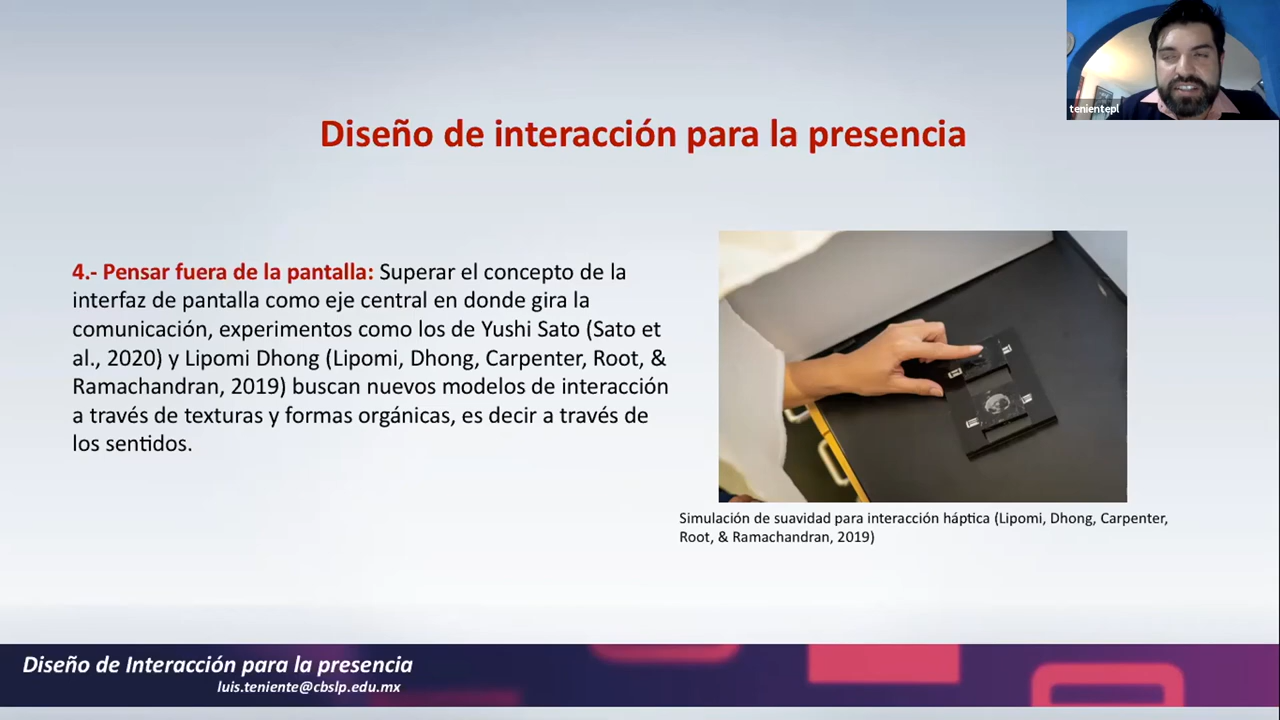 tenientepl
Diseño de interacción para la presencia
4.- Pensar fuera de la pantalla: Superar el concepto de la
interfaz de pantalla como eje central en donde gira la
comunicación, experimentos como los de Yushi Sato (Sato et
al., 2020) y Lipomi Dhong (Lipomi, Dhong, Carpenter, Root, &
Ramachandran, 2019) buscan nuevos modelos de interacción
a través de texturas y formas orgánicas, es decir a través de
los sentidos.
Simulación de suavidad para interacción háptica (Lipomi, Dhong, Carpenter,
Root, & Ramachandran, 2019)
Diseño de Interacción para la presencia
luis.teniente@cbslp.edu.mx